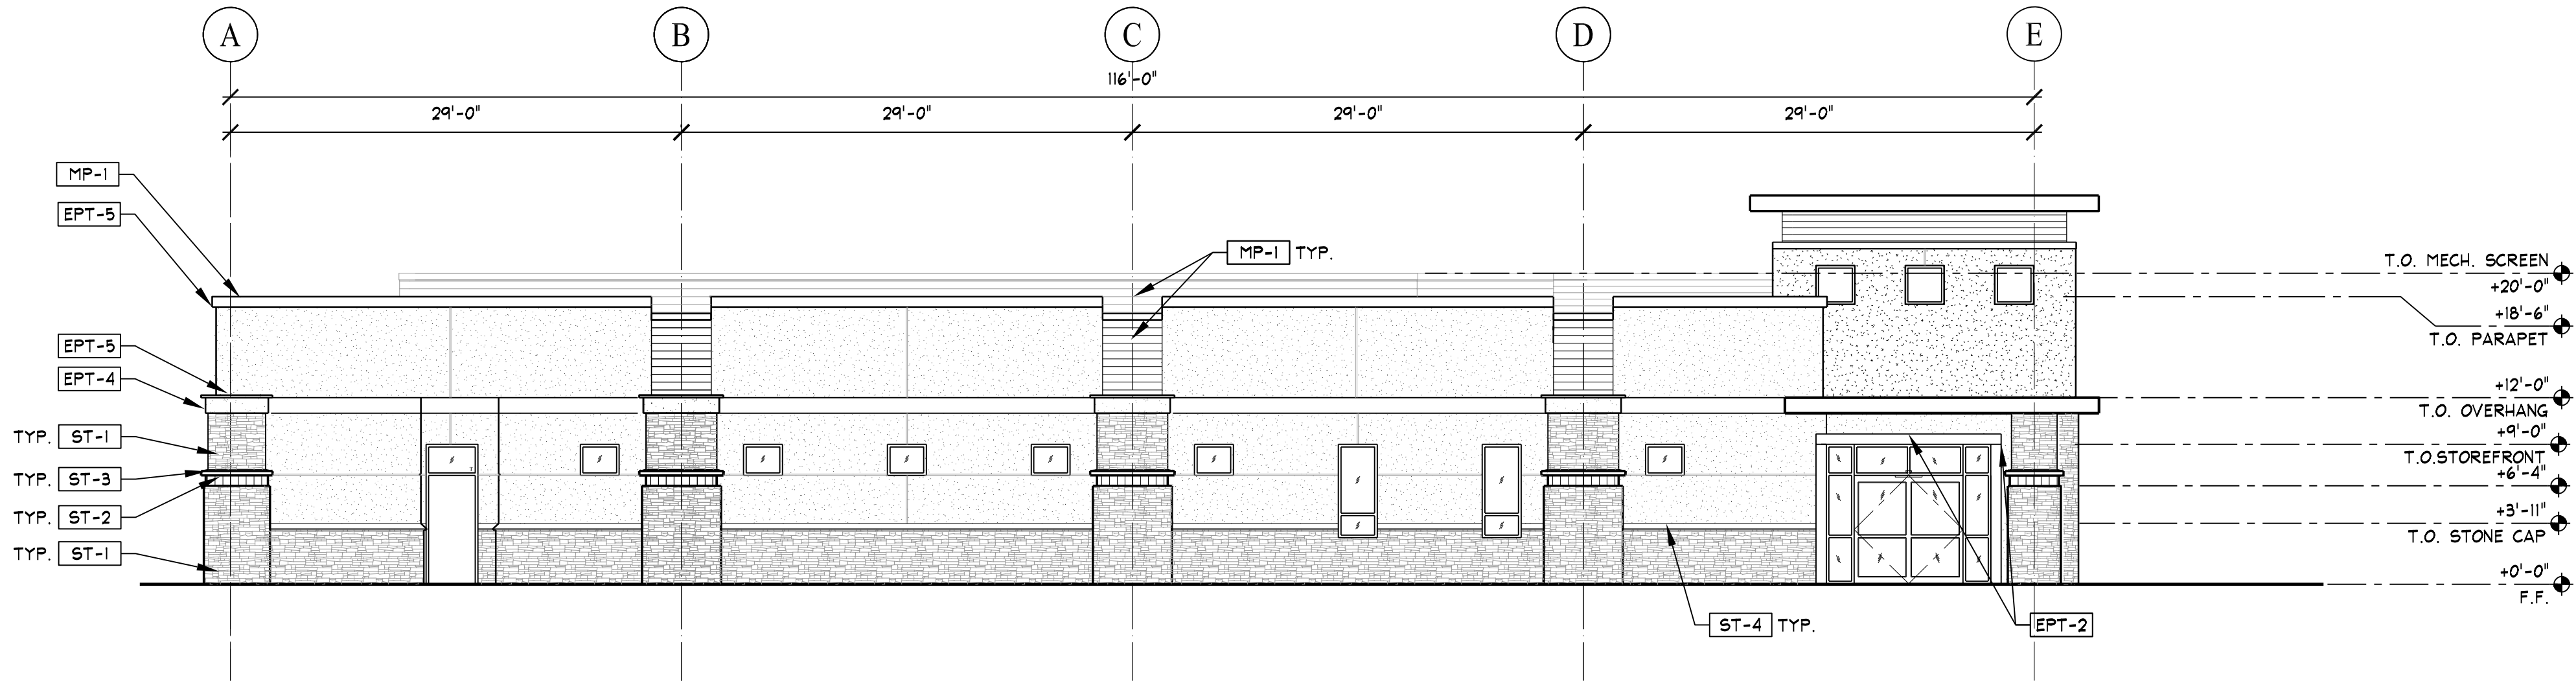 A
B
C
D
E
116'-0"
29'-0"
29'-0"
29'-0"
29'-0"
MP-1
EPT-5
MP-1 TYP.
T.O. MECH. SCREEN
+20'-0"
+18'-6"
T.O. PARAPET
EPT-5
EPT-4
+12'-0"
T.O. OVERHANG
TYP. ST-1
+9'-0"
T.O.STOREFRONT
TYP. ST-3
+6'-4"
TYP. ST-2
+3'-11"
T.O. STONE CAP
TYP. ST-1
+0'-0"
F.F.
ST-4 TYP.
EPT-2
T